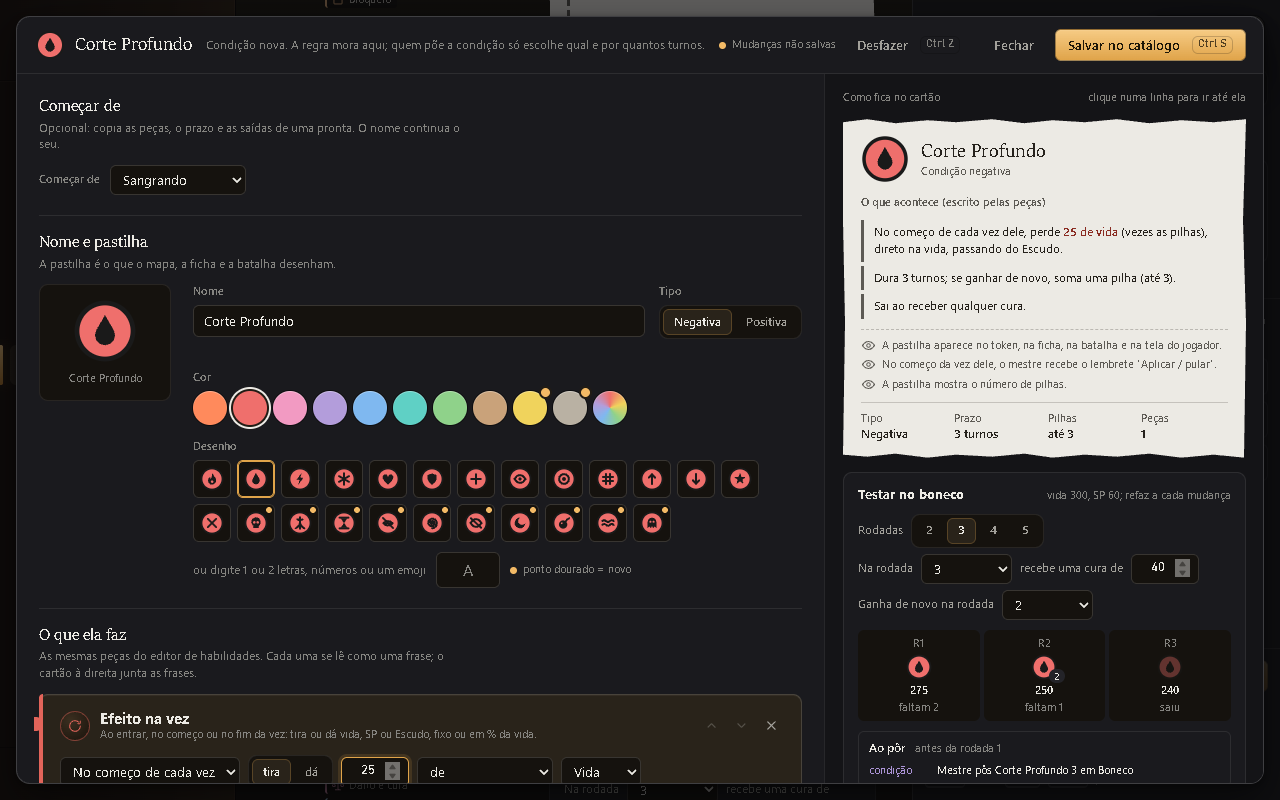 Corte Profundo
Condição nova. A regra mora aqui; quem põe a condição só escolhe qual e por quantos turnos.
Mudanças não salvas
Desfazer
Ctrl Z
Fechar
Salvar no catálogo
Ctrl S
Começar de
Opcional: copia as peças, o prazo e as saídas de uma pronta. O nome continua o
seu.
Começar de
Sangrando
Nome e pastilha
A pastilha é o que o mapa, a ficha e a batalha desenham.
Corte Profundo
Nome
Corte Profundo
Tipo
Negativa
Positiva
Cor
Desenho
ou digite 1 ou 2 letras, números ou um emoji
A
ponto dourado = novo
O que ela faz
As mesmas peças do editor de habilidades. Cada uma se lê como uma frase; o
cartão à direita junta as frases.
Efeito na vez
Ao entrar, no começo ou no fim da vez: tira ou dá vida, SP ou Escudo, fixo ou em % da vida.
No começo de cada vez
tira
dá
25
de
Vida
Como fica no cartão
clique numa linha para ir até ela
Corte Profundo
Condição negativa
O que acontece (escrito pelas peças)
No começo de cada vez dele, perde 25 de vida (vezes as pilhas),
direto na vida, passando do Escudo.
Dura 3 turnos; se ganhar de novo, soma uma pilha (até 3).
Sai ao receber qualquer cura.
A pastilha aparece no token, na ficha, na batalha e na tela do jogador.
No começo da vez dele, o mestre recebe o lembrete 'Aplicar / pular'.
A pastilha mostra o número de pilhas.
Tipo
Negativa
Prazo
3 turnos
Pilhas
até 3
Peças
1
Testar no boneco
vida 300, SP 60; refaz a cada mudança
Rodadas
2
3
4
5
Na rodada
3
recebe uma cura de
40
Ganha de novo na rodada
2
R1
275
faltam 2
R2
2
250
faltam 1
R3
240
saiu
Ao pôr
antes da rodada 1
condição
Mestre pôs Corte Profundo 3 em Boneco
Na rodada
3
recebe uma cura de